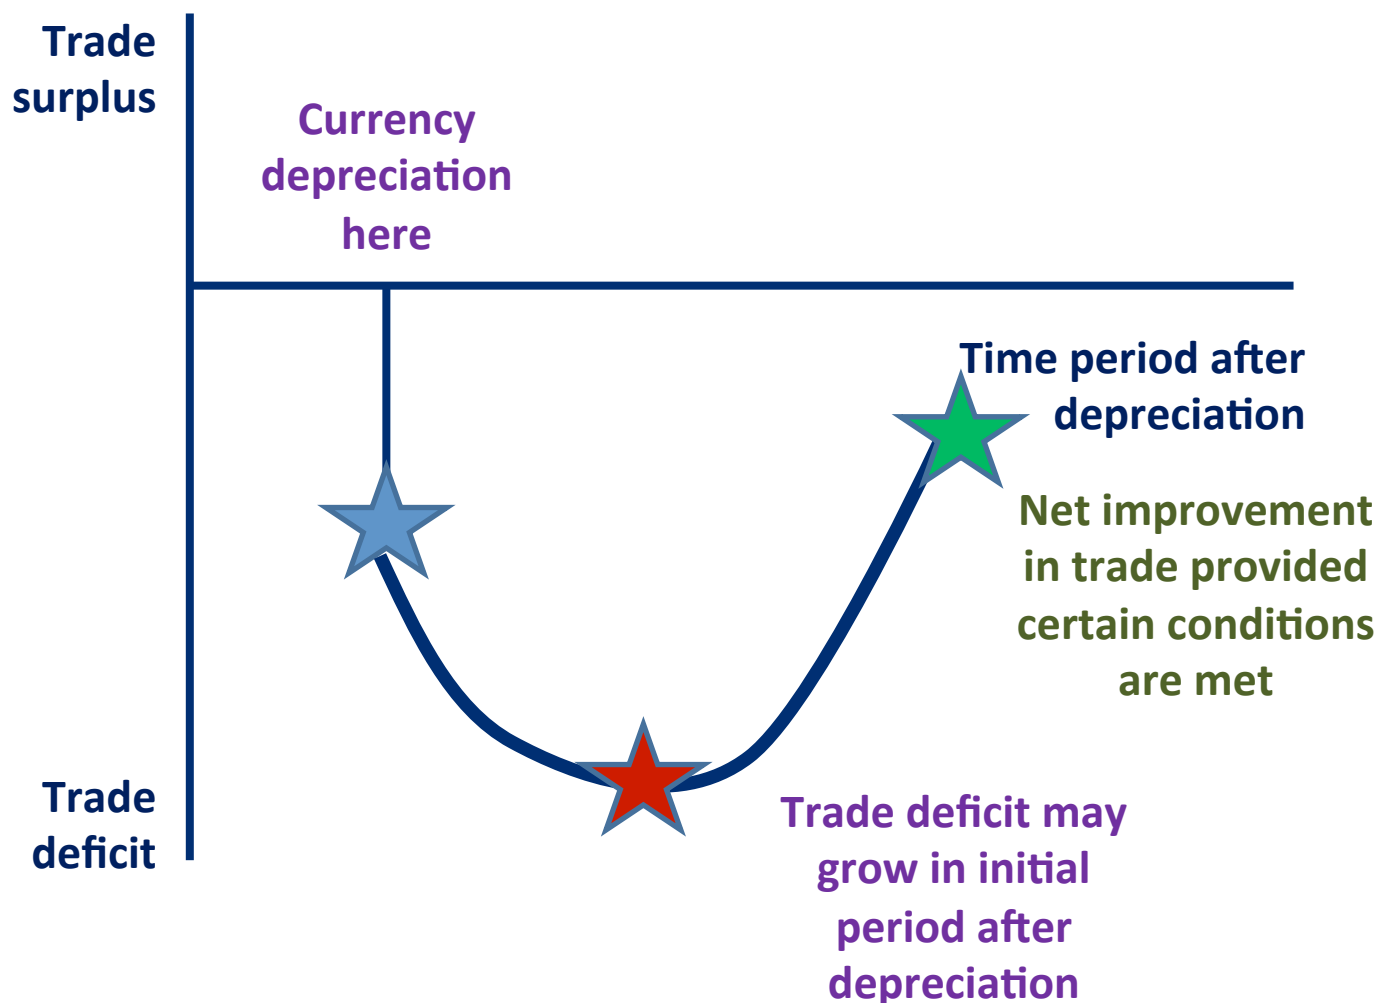 Trade
surplus
Currency
depreciation
here
Time period after
depreciation
Net improvement
in trade provided
certain conditions
are met
Trade
deficit
Trade deficit may
grow in initial
period after
depreciation